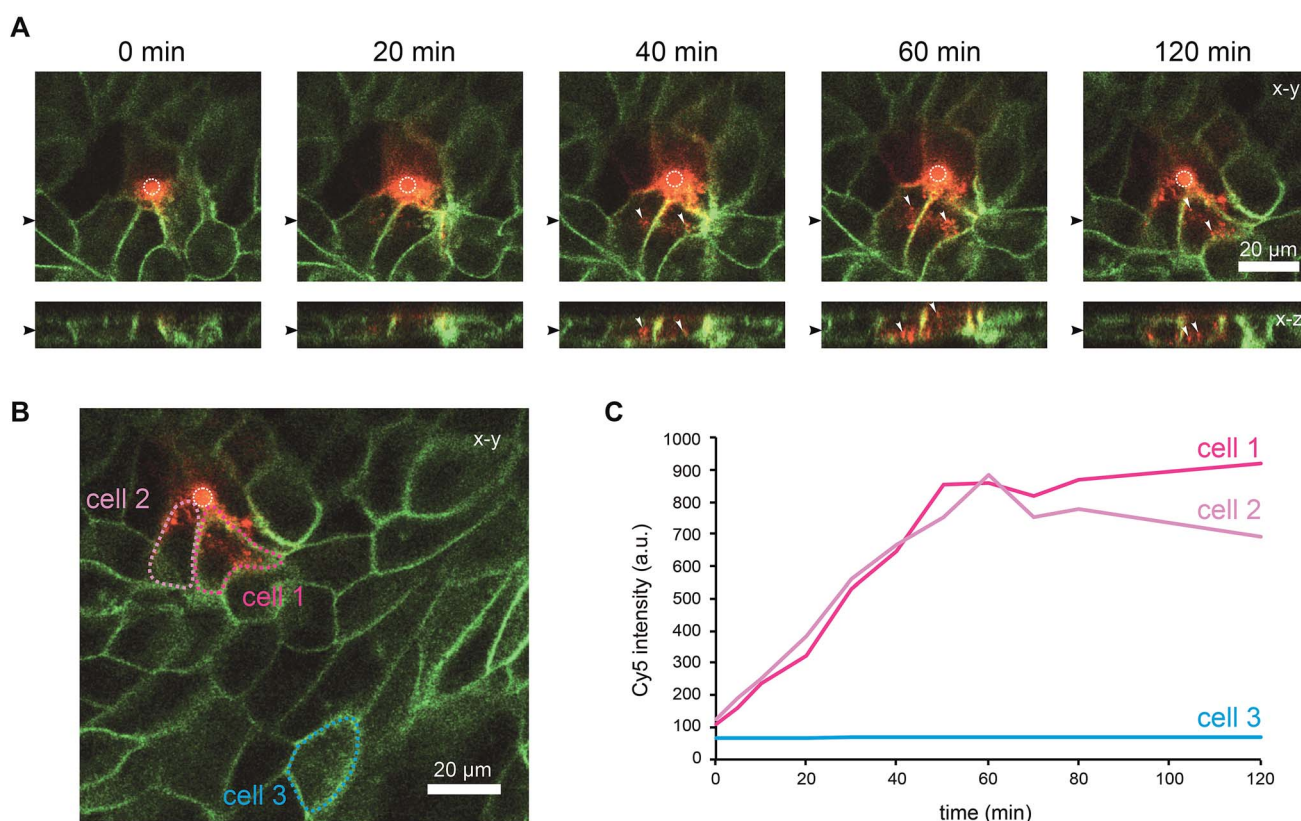 A
0 min 20 min 40 min 60 min 120 min
x-y
20 µm
x-z
B
x-y
cell 2
cell 1
cell 3
20 µm
C
1000
900
800
700
600
500
400
300
200
100
0
Cy5 intensity (a.u.)
cell 1
cell 2
cell 3
0 20 40 60 80 100 120
time (min)